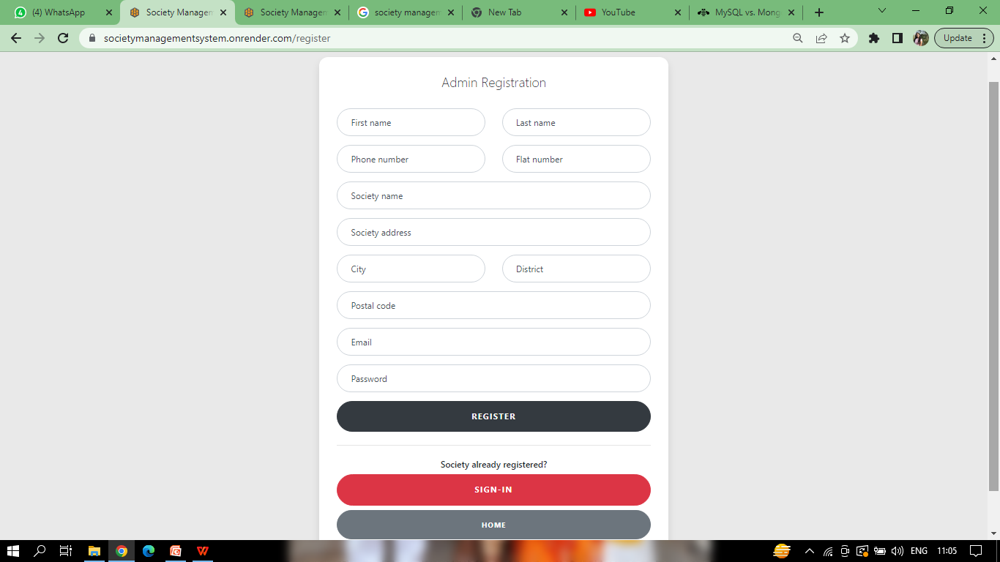 (4) WhatsApp
Society Managen
Society Managen
society managem
New Tab
YouTube
MySQL vs. Mong
societymanagementsystem.onrender.com/register
Update
Admin Registration
First name
Last name
Phone number
Flat number
Society name
Society address
City
District
Postal code
Email
Password
REGISTER
Society already registered?
SIGN-IN
HOME
ENG
11:05